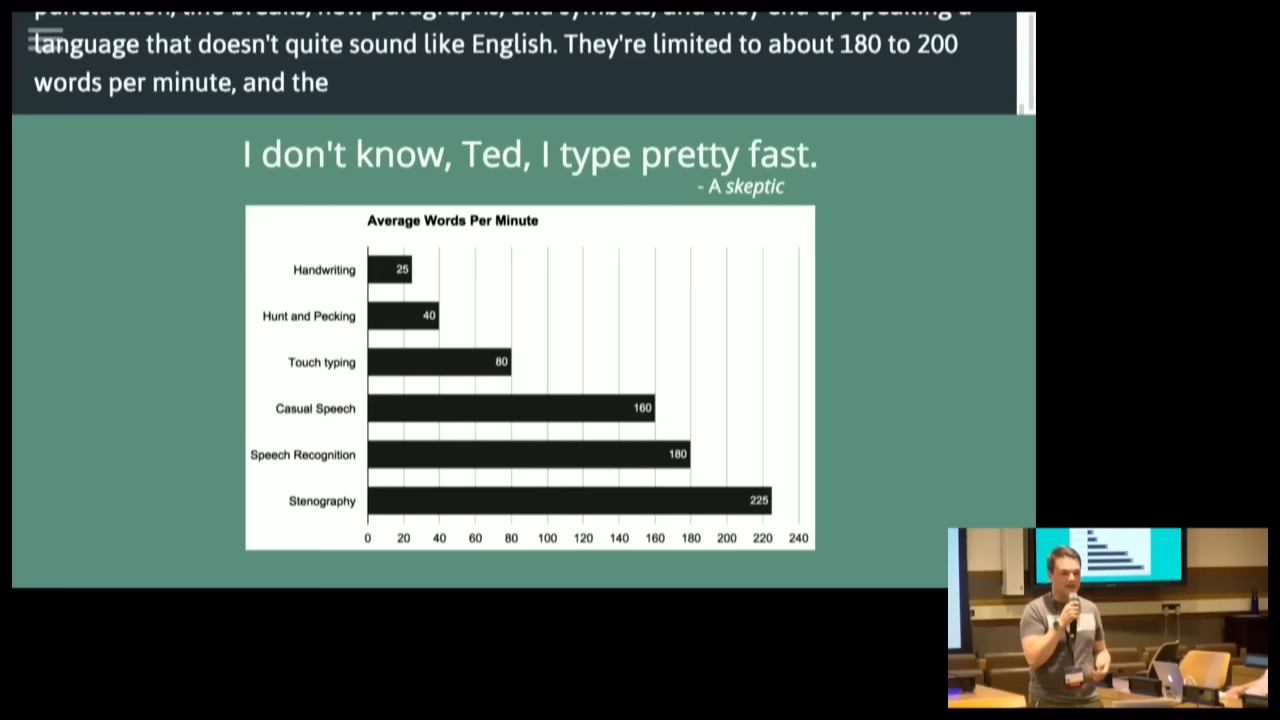 language that doesn't quite sound like English. They're limited to about 180 to 200
words per minute, and the
I don't know, Ted, I type pretty fast.
- A skeptic
Average Words Per Minute
Handwriting 25
Hunt and Pecking 40
Touch typing 80
Casual Speech 160
Speech Recognition 180
Stenography 225
0 20 40 60 80 100 120 140 160 180 200 220 240